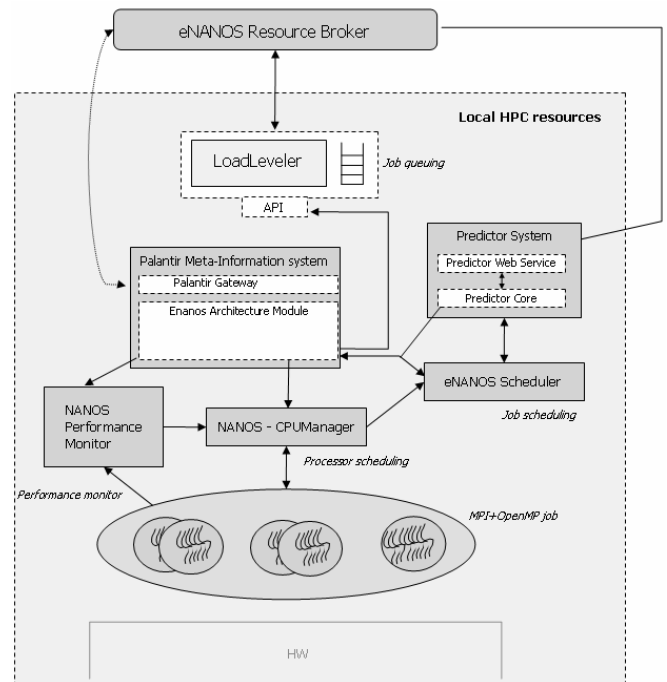 eNANOS Resource Broker
Local HPC resources
LoadLeveler
Job queuing
API
Predictor System
Predictor Web Service
Predictor Core
Palantir Meta-Information system
Palantir Gateway
Enanos Architecture Module
eNANOS Scheduler
Job scheduling
NANOS
Performance
Monitor
NANOS - CPUManager
Processor scheduling
Performance monitor
MPI+OpenMP job
HW